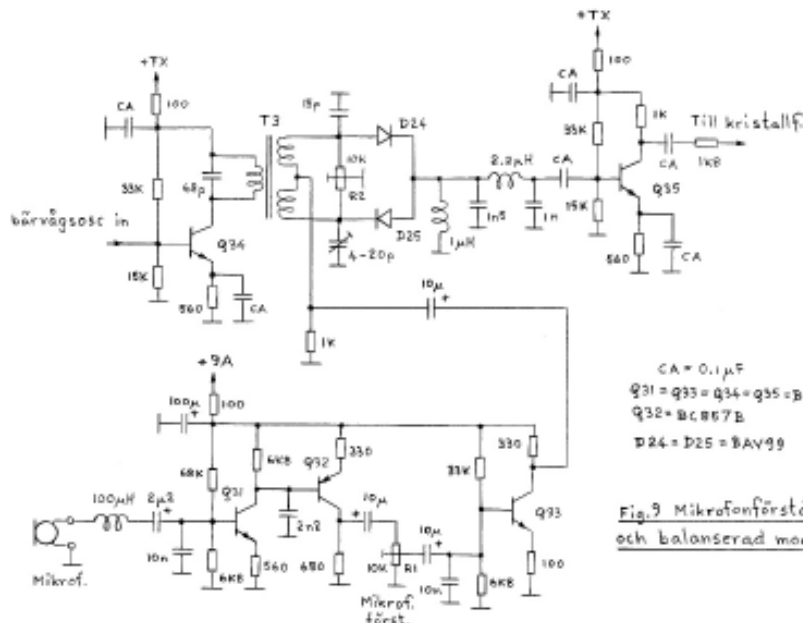 +TX
100
CA
33K
68p
bärvågsosc in
15K
Q34
560
CA
T3
15p
D24
10K
R2
D25
4-20p
1µH
1n5
2.2µH
1n
CA
+TX
100
CA
33K
1K
Till kristallf.
CA
1K8
Q35
15K
560
CA
10µ
+
1K
+9A
100µ
+
100
68K
6K8
Q31
Q32
330
100µH
2µ2
+
10n
Mikrof.
6K8
560
2n2
680
+
10µ
10K
R1
Mikrof.
först.
10µ
+
10n
33K
6K8
330
Q33
100
CA = 0.1µF
Q31=Q33=Q34=Q35=B
Q32=BC857B
D24=D25=BAV99
Fig.9 Mikrofonförstä
och balanserad mo